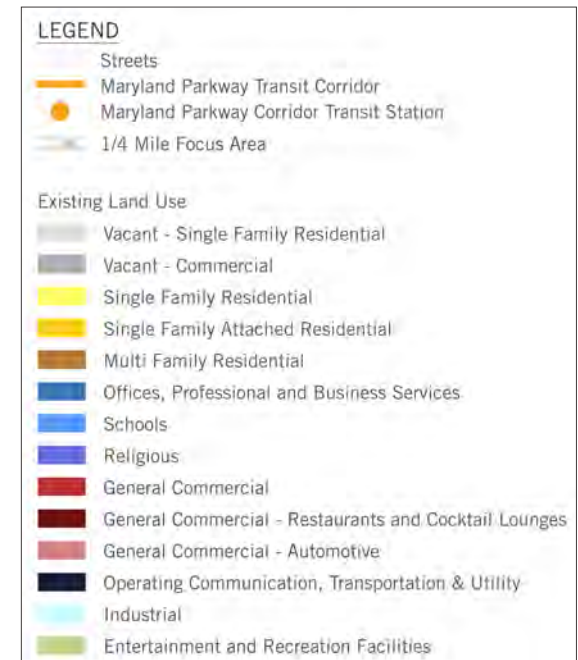 LEGEND
Streets
Maryland Parkway Transit Corridor
Maryland Parkway Corridor Transit Station
1/4 Mile Focus Area
Existing Land Use
Vacant - Single Family Residential
Vacant - Commercial
Single Family Residential
Single Family Attached Residential
Multi Family Residential
Offices, Professional and Business Services
Schools
Religious
General Commercial
General Commercial - Restaurants and Cocktail Lounges
General Commercial - Automotive
Operating Communication, Transportation & Utility
Industrial
Entertainment and Recreation Facilities